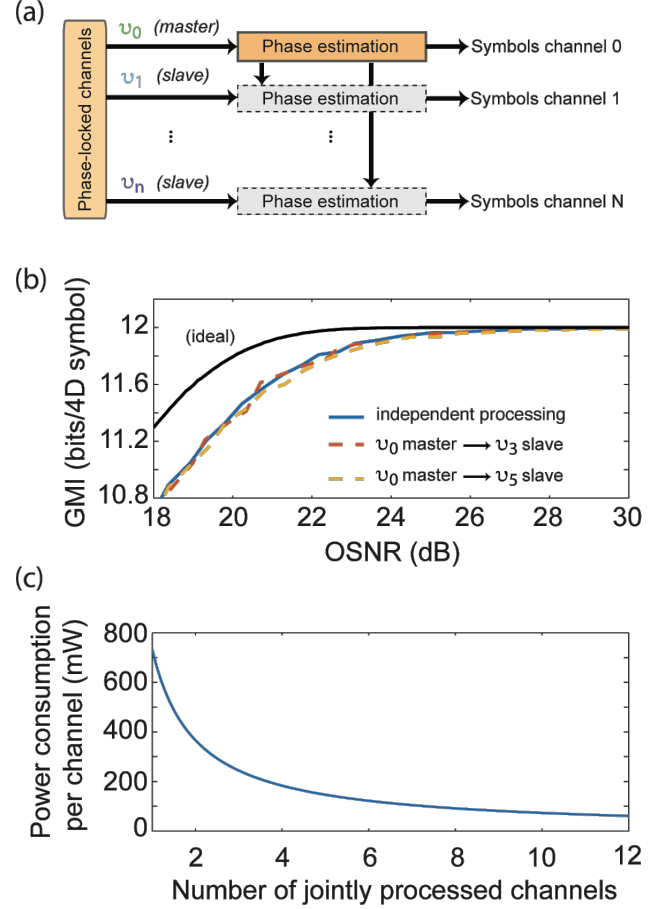 (a)
Phase-locked channels
υ0 (master)
Phase estimation
Symbols channel 0
υ1 (slave)
Phase estimation
Symbols channel 1
...
...
υn (slave)
Phase estimation
Symbols channel N
(b)
GMI (bits/4D symbol)
12
11.6
11.2
10.8
(ideal)
independent processing
υ0 master → υ3 slave
υ0 master → υ5 slave
18 20 22 24 26 28 30
OSNR (dB)
(c)
Power consumption
per channel (mW)
800
600
400
200
0
2 4 6 8 10 12
Number of jointly processed channels